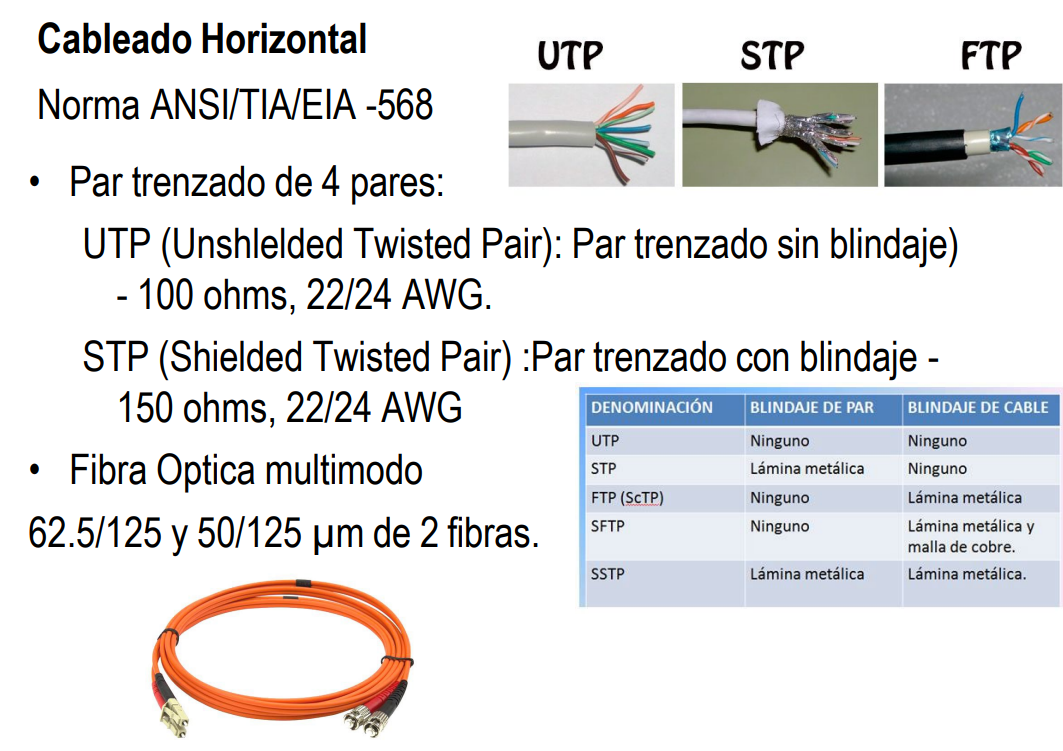 Cableado Horizontal
Norma ANSI/TIA/EIA -568
UTP
STP
FTP
• Par trenzado de 4 pares:
UTP (Unshlelded Twisted Pair): Par trenzado sin blindaje)
- 100 ohms, 22/24 AWG.
STP (Shielded Twisted Pair) :Par trenzado con blindaje -
150 ohms, 22/24 AWG
• Fibra Optica multimodo
62.5/125 y 50/125 µm de 2 fibras.
DENOMINACIÓN BLINDAJE DE PAR BLINDAJE DE CABLE
UTP Ninguno Ninguno
STP Lámina metálica Ninguno
FTP (ScTP) Ninguno Lámina metálica
SFTP Ninguno Lámina metálica y
malla de cobre.
SSTP Lámina metálica Lámina metálica.